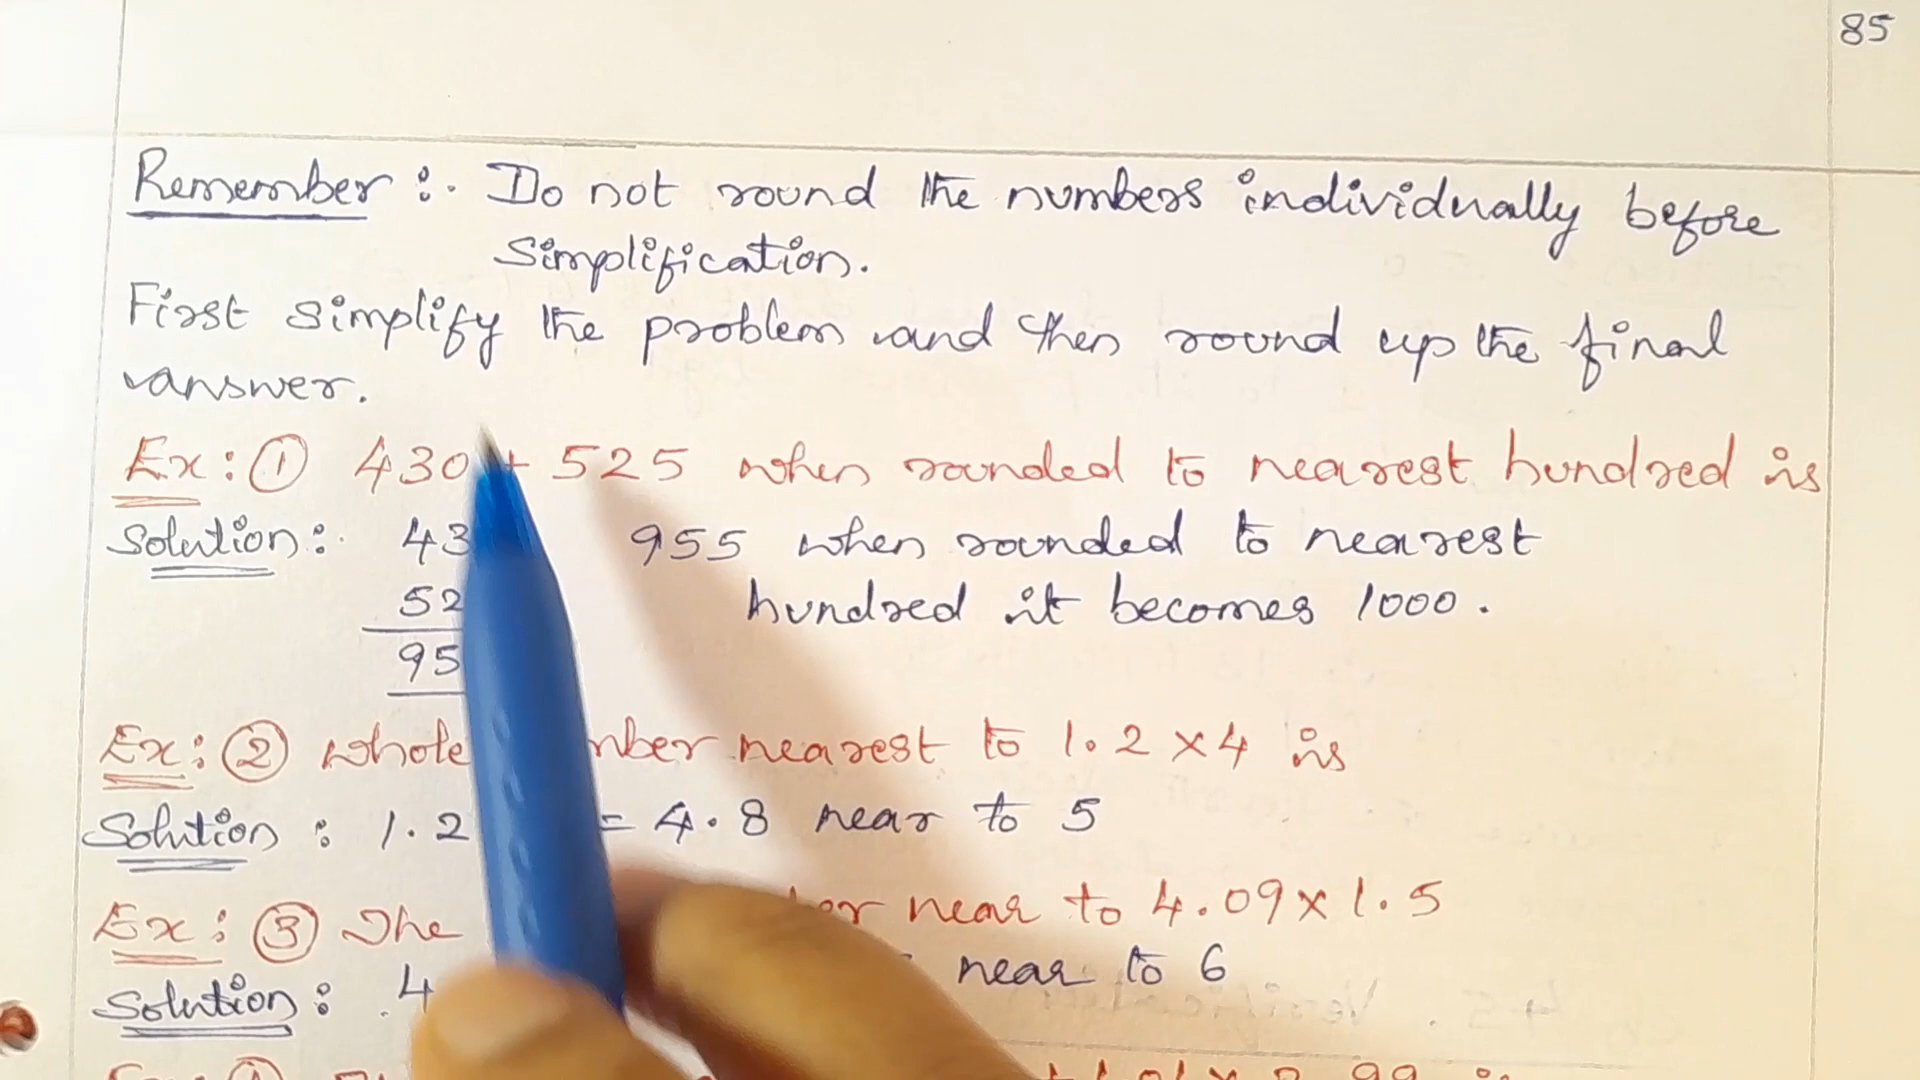 85
Remember :- Do not round the numbers individually before
Simplification.
First simplify the problem and then round up the final
answer.
Ex: ① 430 + 525 when rounded to nearest hundred is
Solution :- 43 955 when rounded to nearest
52 hundred it becomes 1000.
95
Ex: ② whole nearest to 1.2 × 4 is
Solution : 1.2 = 4.8 near to 5
Ex: ③ The near to 4.09 × 1.5
Solution : 4 near to 6